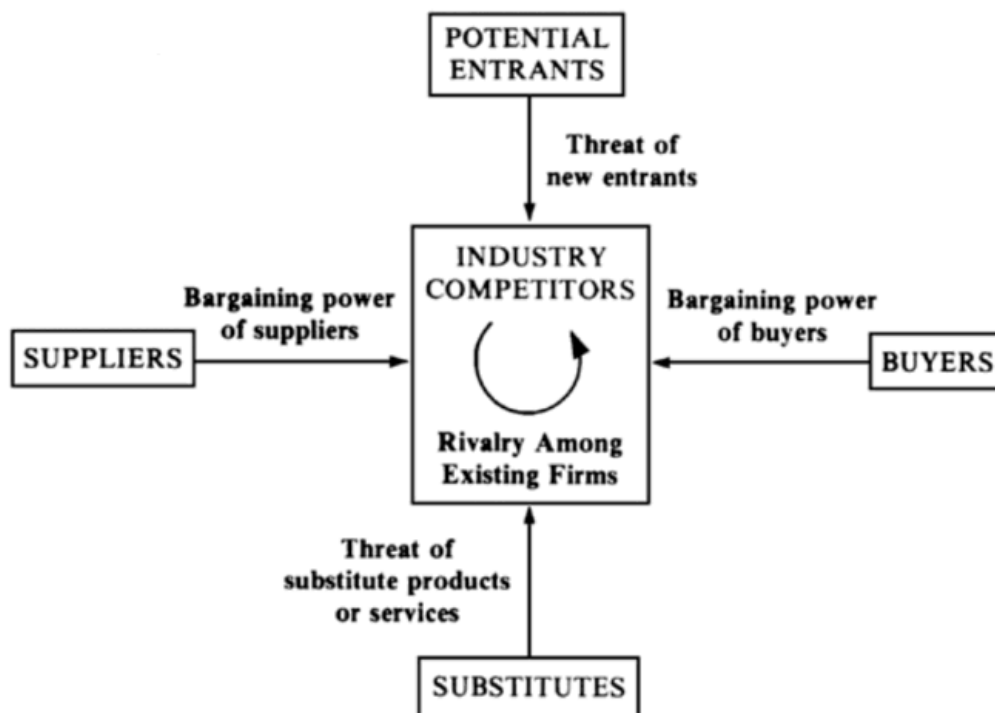 POTENTIAL
ENTRANTS
Threat of
new entrants
INDUSTRY
COMPETITORS
Bargaining power
of suppliers
Bargaining power
of buyers
SUPPLIERS
BUYERS
Rivalry Among
Existing Firms
Threat of
substitute products
or services
SUBSTITUTES